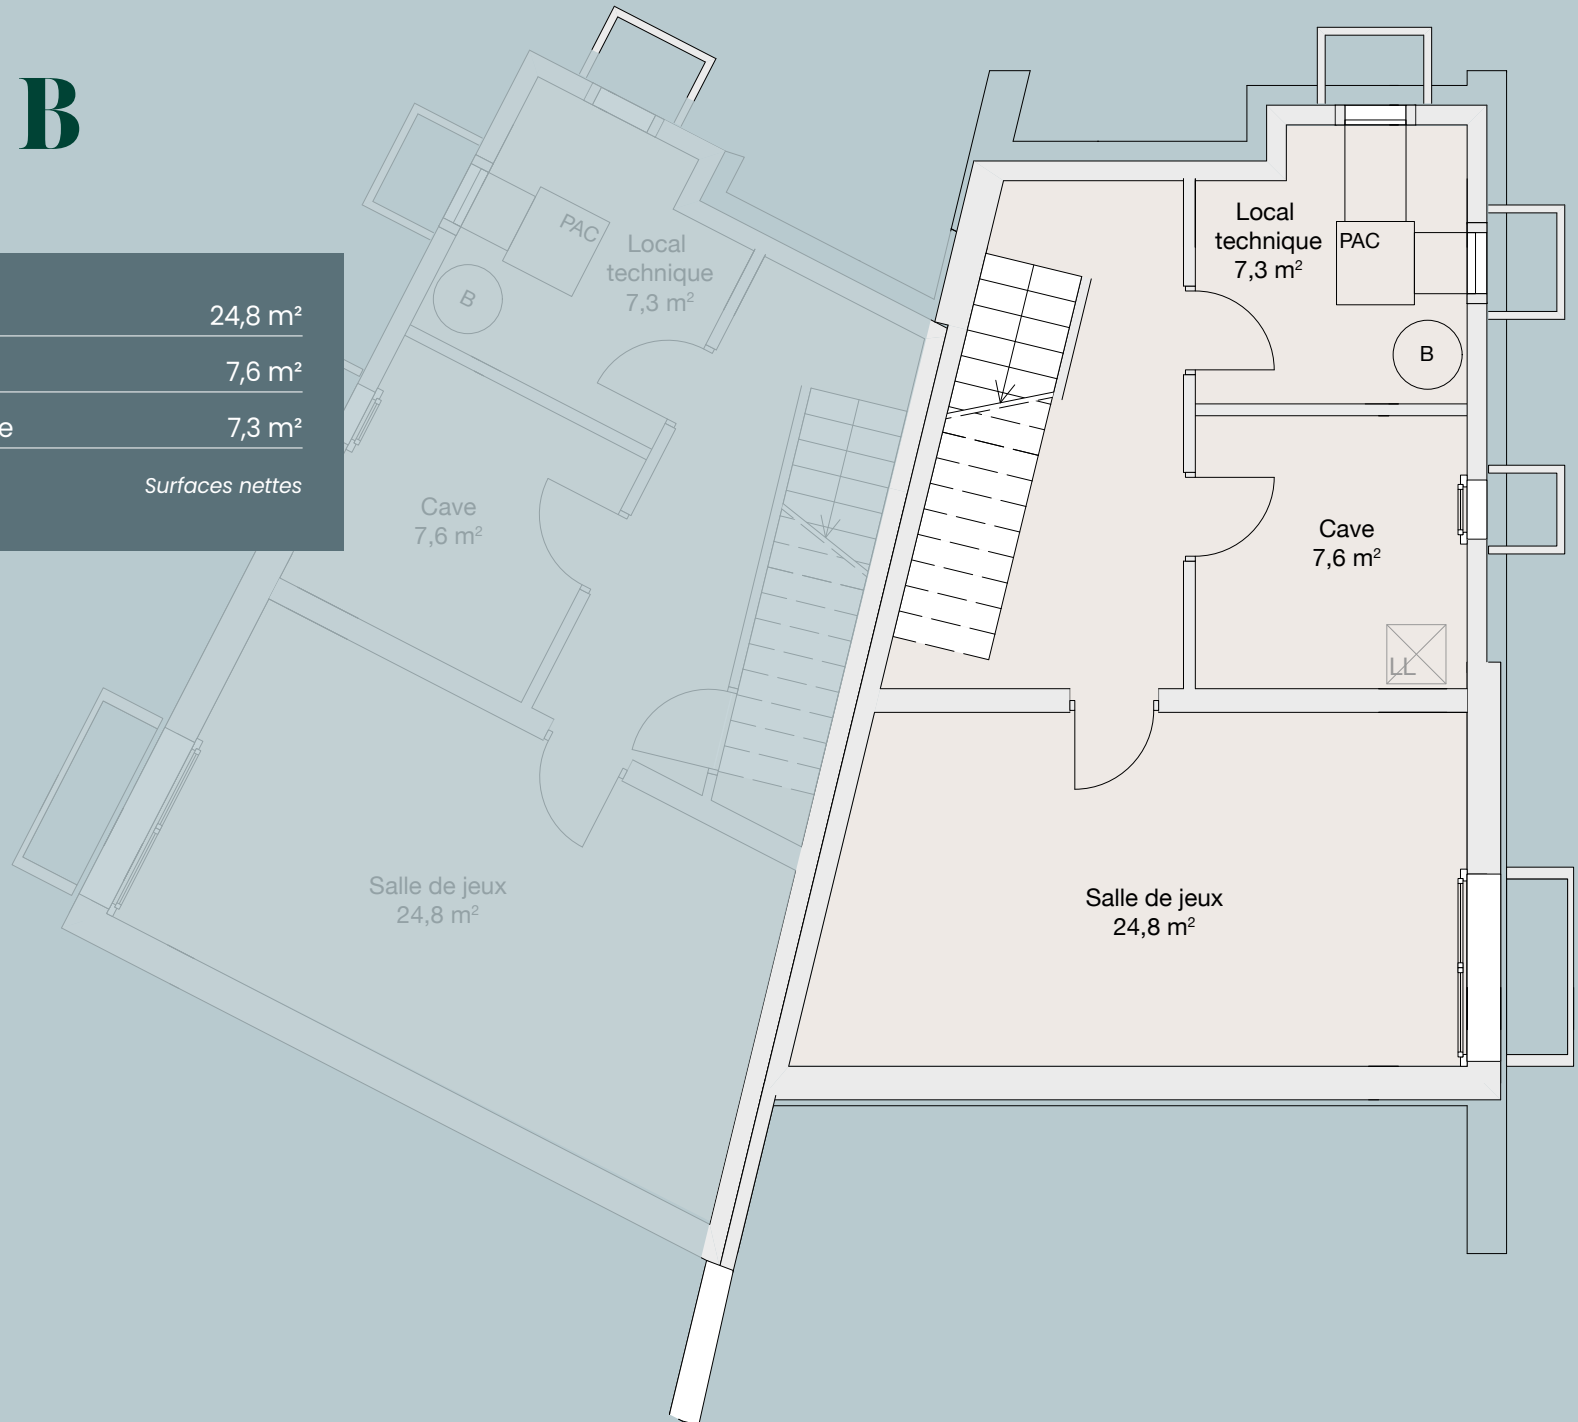 B
24,8 m²
7,6 m²
e 7,3 m²
Surfaces nettes
PAC
Local
technique
7,3 m²
B
Cave
7,6 m²
Salle de jeux
24,8 m²
Local
technique
7,3 m²
PAC
B
Cave
7,6 m²
LL
Salle de jeux
24,8 m²